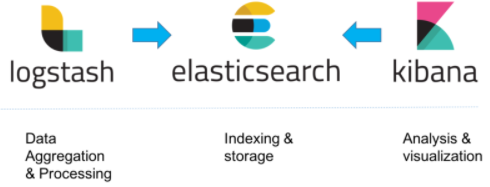 logstash
elasticsearch
kibana
Data
Aggregation
& Processing
Indexing &
storage
Analysis &
visualization